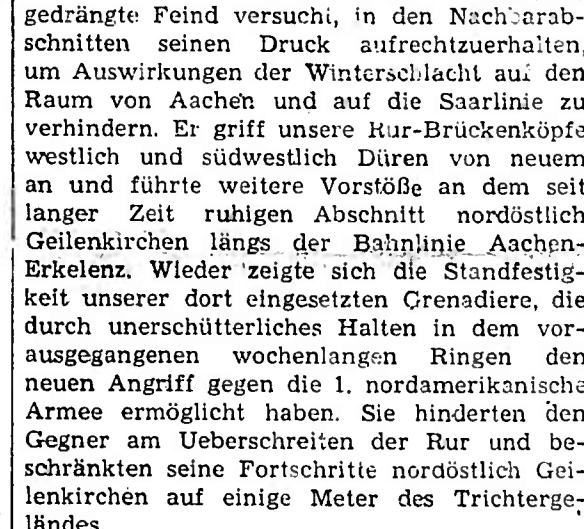 gedrängte Feind versucht, in den Nachbarab-
schnitten seinen Druck aufrechtzuerhalten,
um Auswirkungen der Winterschlacht auf den
Raum von Aachen und auf die Saarlinie zu
verhindern. Er griff unsere Rur-Brückenköpfe
westlich und südwestlich Düren von neuem
an und führte weitere Vorstöße an dem seit
langer Zeit ruhigen Abschnitt nordöstlich
Geilenkirchen längs der Bahnlinie Aachen-
Erkelenz. Wieder zeigte sich die Standfestig-
keit unserer dort eingesetzten Grenadiere, die
durch unerschütterliches Halten in dem vor-
ausgegangenen wochenlangen Ringen den
neuen Angriff gegen die 1. nordamerikanische
Armee ermöglicht haben. Sie hinderten den
Gegner am Ueberschreiten der Rur und be-
schränkten seine Fortschritte nordöstlich Gei-
lenkirchen auf einige Meter des Trichterge-
ländes.